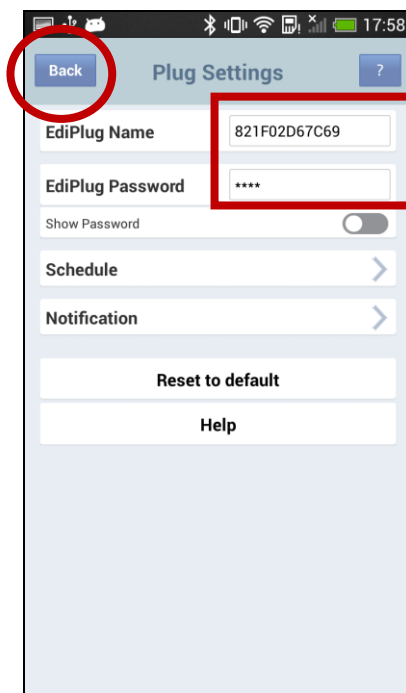 17:58
Back
Plug Settings
?
EdiPlug Name
821F02D67C69
EdiPlug Password
****
Show Password
Schedule
Notification
Reset to default
Help